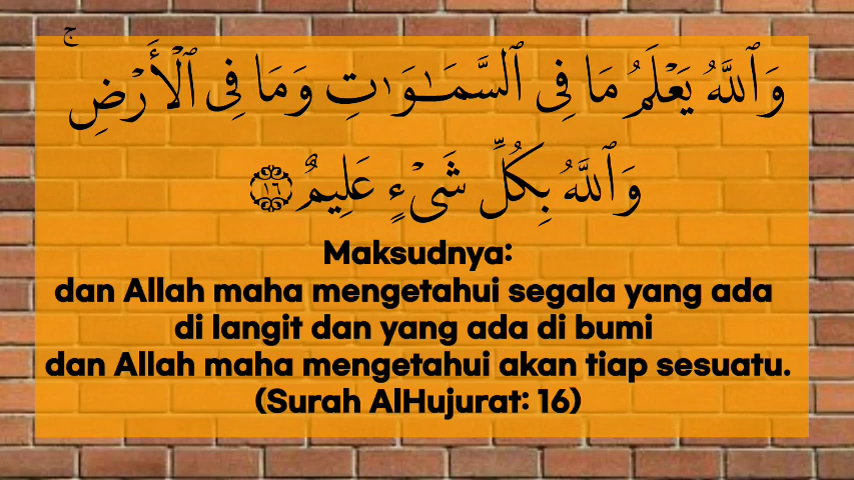 وَٱللَّهُ يَعْلَمُ مَا فِى ٱلسَّمَـٰوَٰتِ وَمَا فِى ٱلْأَرْضِ ۚ
وَٱللَّهُ بِكُلِّ شَىْءٍ عَلِيمٌ ١٦
Maksudnya:
dan Allah maha mengetahui segala yang ada
di langit dan yang ada di bumi
dan Allah maha mengetahui akan tiap sesuatu.
(Surah AlHujurat: 16)